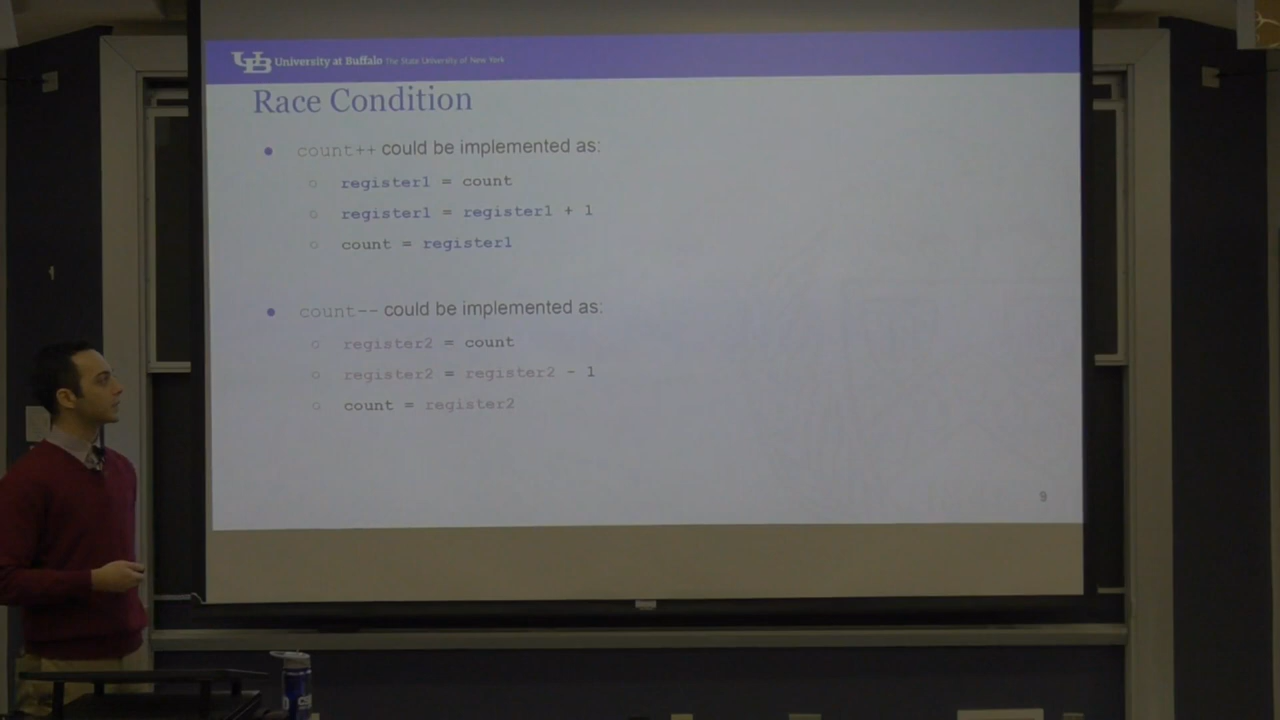 UB University at Buffalo The State University of New York
Race Condition
count++ could be implemented as:
register1 = count
register1 = register1 + 1
count = register1
count-- could be implemented as:
register2 = count
register2 = register2 - 1
count = register2
9